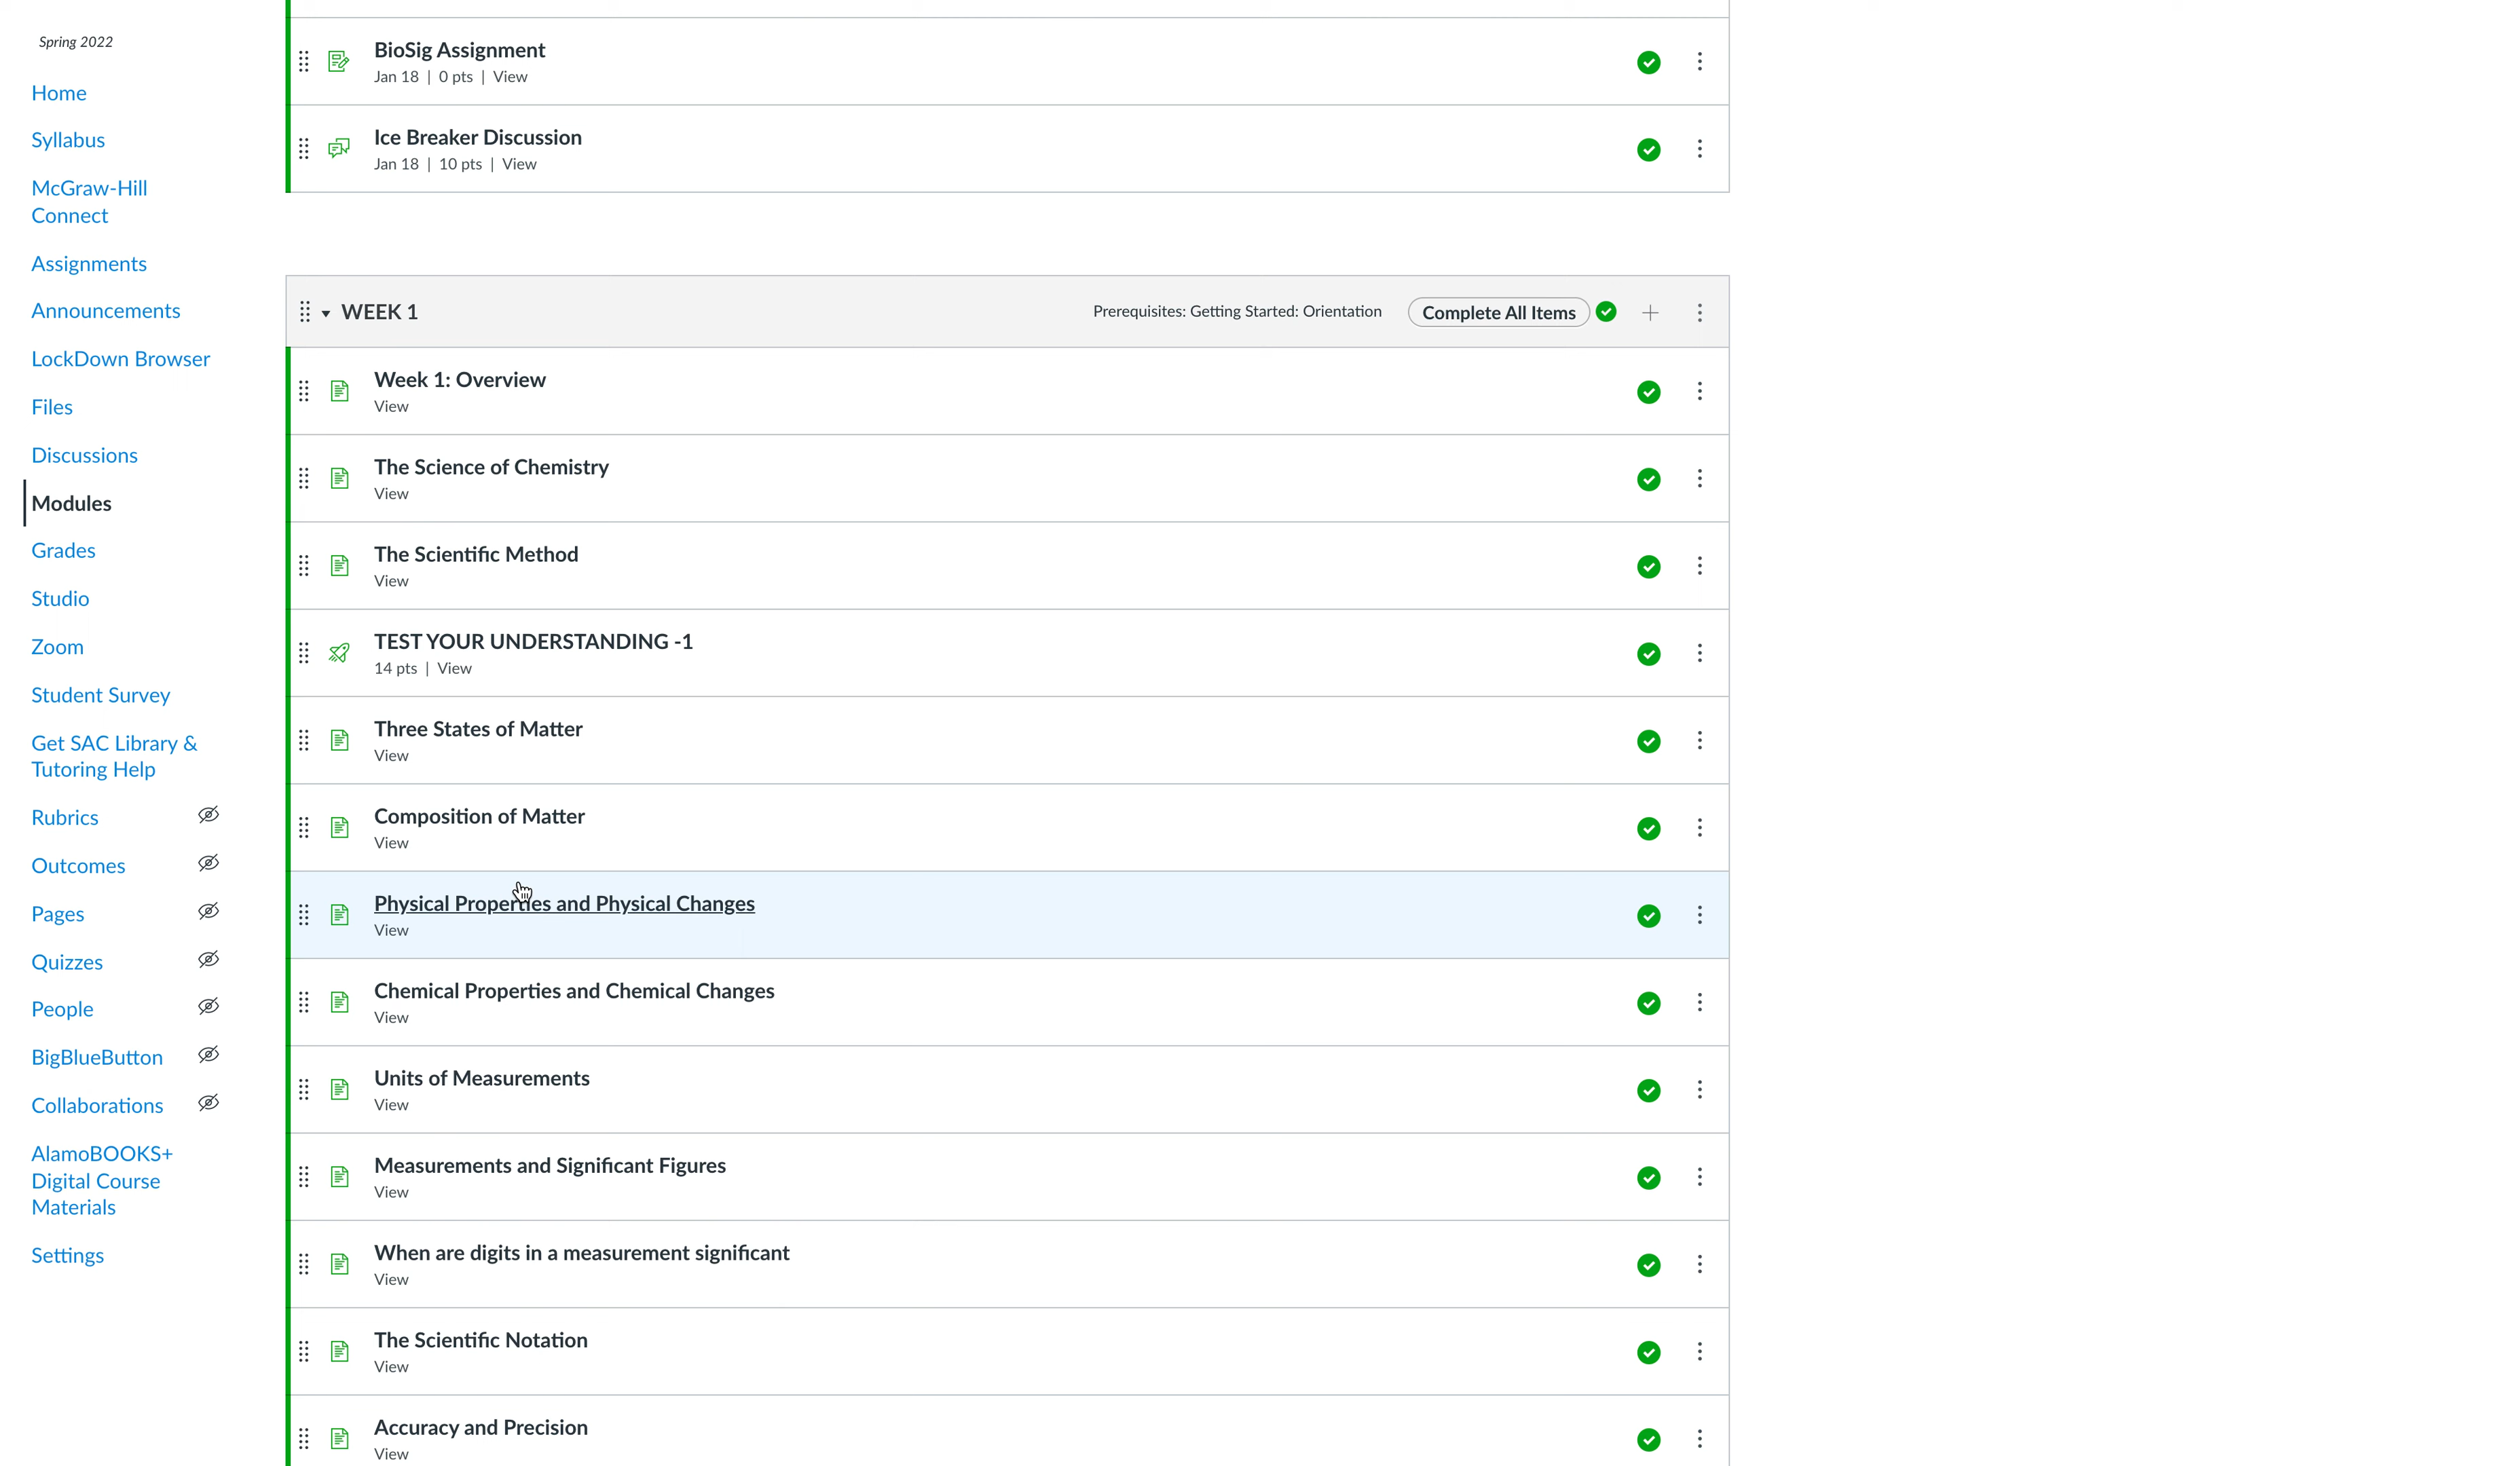 Spring 2022
Home
Syllabus
McGraw-Hill
Connect
Assignments
Announcements
LockDown Browser
Files
Discussions
Modules
Grades
Studio
Zoom
Student Survey
Get SAC Library &
Tutoring Help
Rubrics
Outcomes
Pages
Quizzes
People
BigBlueButton
Collaborations
AlamoBOOKS+
Digital Course
Materials
Settings
BioSig Assignment
Jan 18 | 0 pts | View
Ice Breaker Discussion
Jan 18 | 10 pts | View
WEEK 1 Prerequisites: Getting Started: Orientation Complete All Items
Week 1: Overview
View
The Science of Chemistry
View
The Scientific Method
View
TEST YOUR UNDERSTANDING -1
14 pts | View
Three States of Matter
View
Composition of Matter
View
Physical Properties and Physical Changes
View
Chemical Properties and Chemical Changes
View
Units of Measurements
View
Measurements and Significant Figures
View
When are digits in a measurement significant
View
The Scientific Notation
View
Accuracy and Precision
View